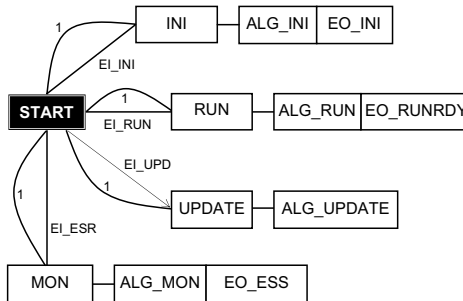 INI ALG_INI EO_INI
1
EI_INI
START
1
EI_RUN
RUN ALG_RUN EO_RUNRDY
EI_UPD
1
UPDATE ALG_UPDATE
1
EI_ESR
MON ALG_MON EO_ESS